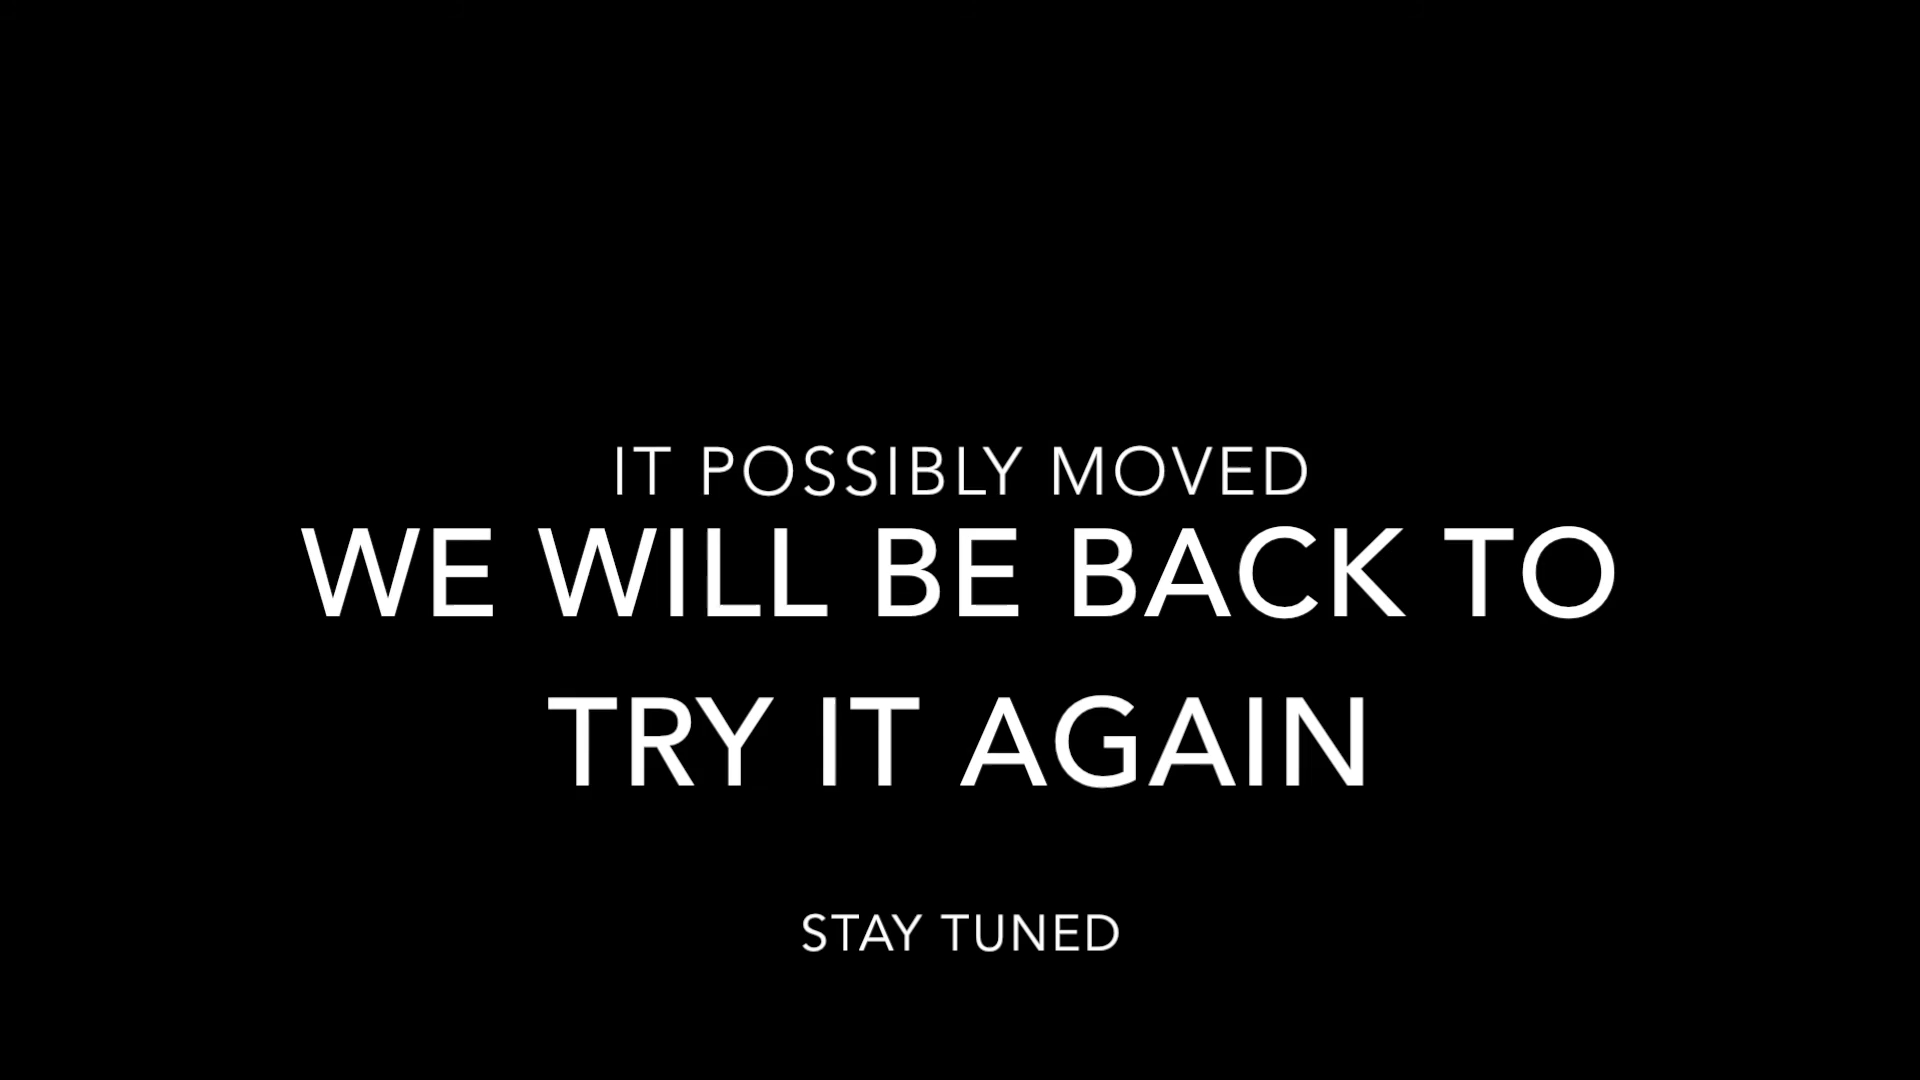 IT POSSIBLY MOVED
WE WILL BE BACK TO
TRY IT AGAIN
STAY TUNED